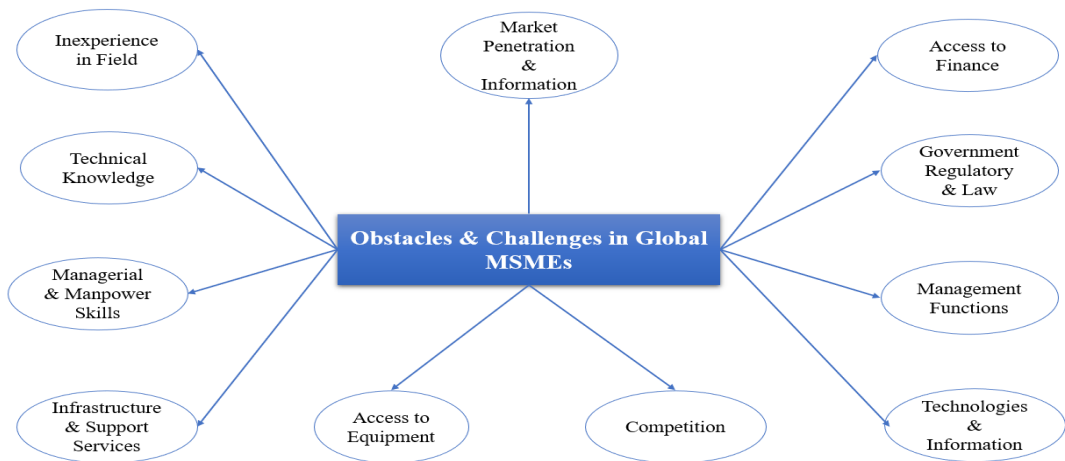 Inexperience
in Field
Market
Penetration
&
Information
Access to
Finance
Technical
Knowledge
Government
Regulatory
& Law
Obstacles & Challenges in Global
MSMEs
Managerial
& Manpower
Skills
Management
Functions
Infrastructure
& Support
Services
Access to
Equipment
Competition
Technologies
&
Information